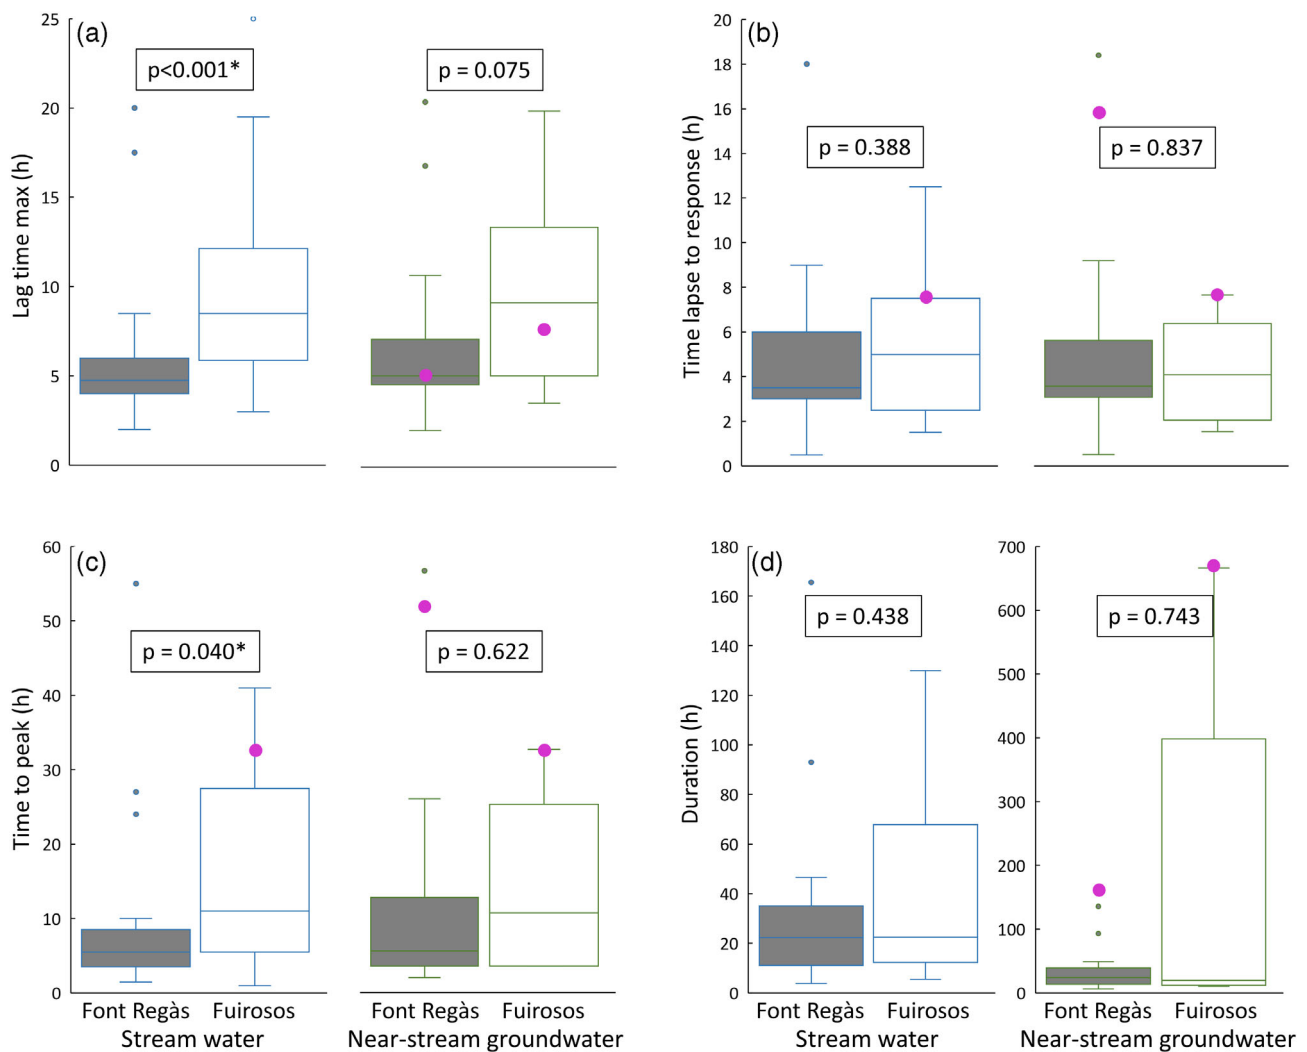 (a)
Lag time max (h)
25
20
15
10
5
0
p<0.001*
p = 0.075
(b)
Time lapse to response (h)
20
18
16
14
12
10
8
6
4
2
0
p = 0.388
p = 0.837
(c)
Time to peak (h)
60
50
40
30
20
10
0
p = 0.040*
p = 0.622
Font Regàs Fuirosos
Stream water
Font Regàs Fuirosos
Near-stream groundwater
(d)
Duration (h)
180
160
140
120
100
80
60
40
20
0
p = 0.438
700
600
500
400
300
200
100
0
p = 0.743
Font Regàs Fuirosos
Stream water
Font Regàs Fuirosos
Near-stream groundwater